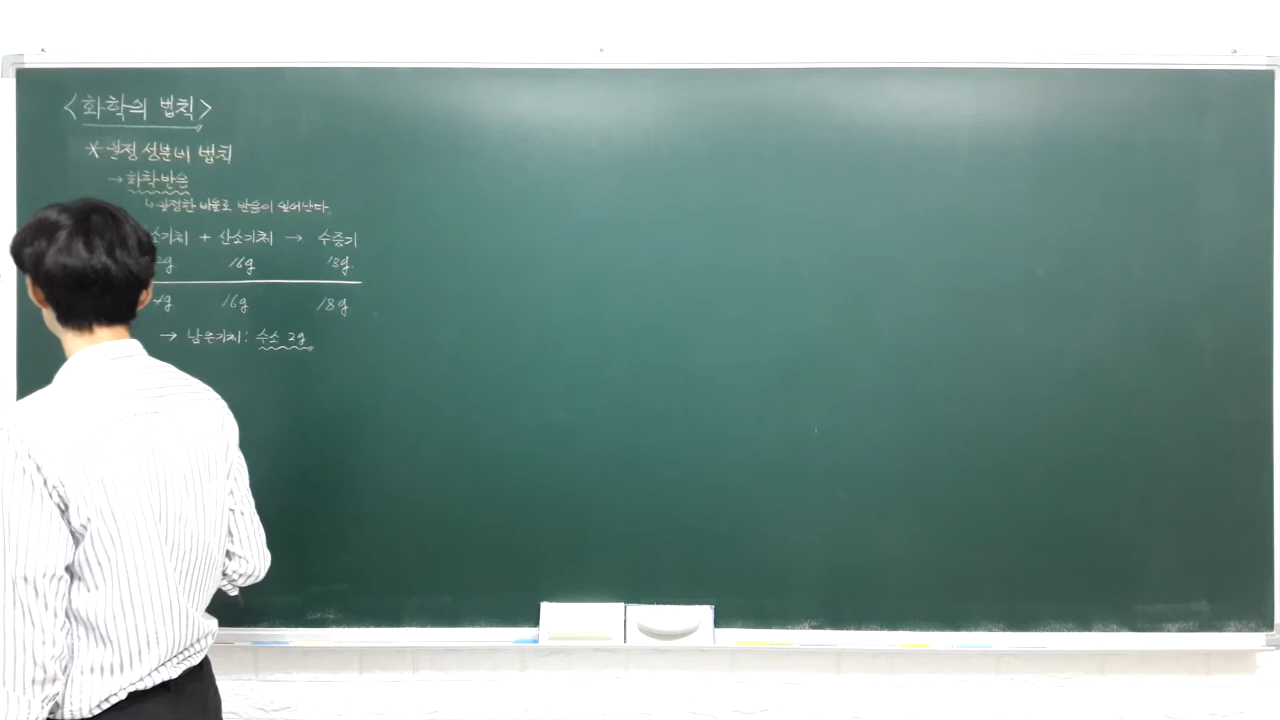 <화학의 법칙>
* 일정 성분비 법칙
→ 화학반응
↳ 일정한 비율로 반응이 일어난다.
소기체 + 산소기체 → 수증기
2g 16g 18g.
4g 16g 18g
→ 남은기체: 수소 2g